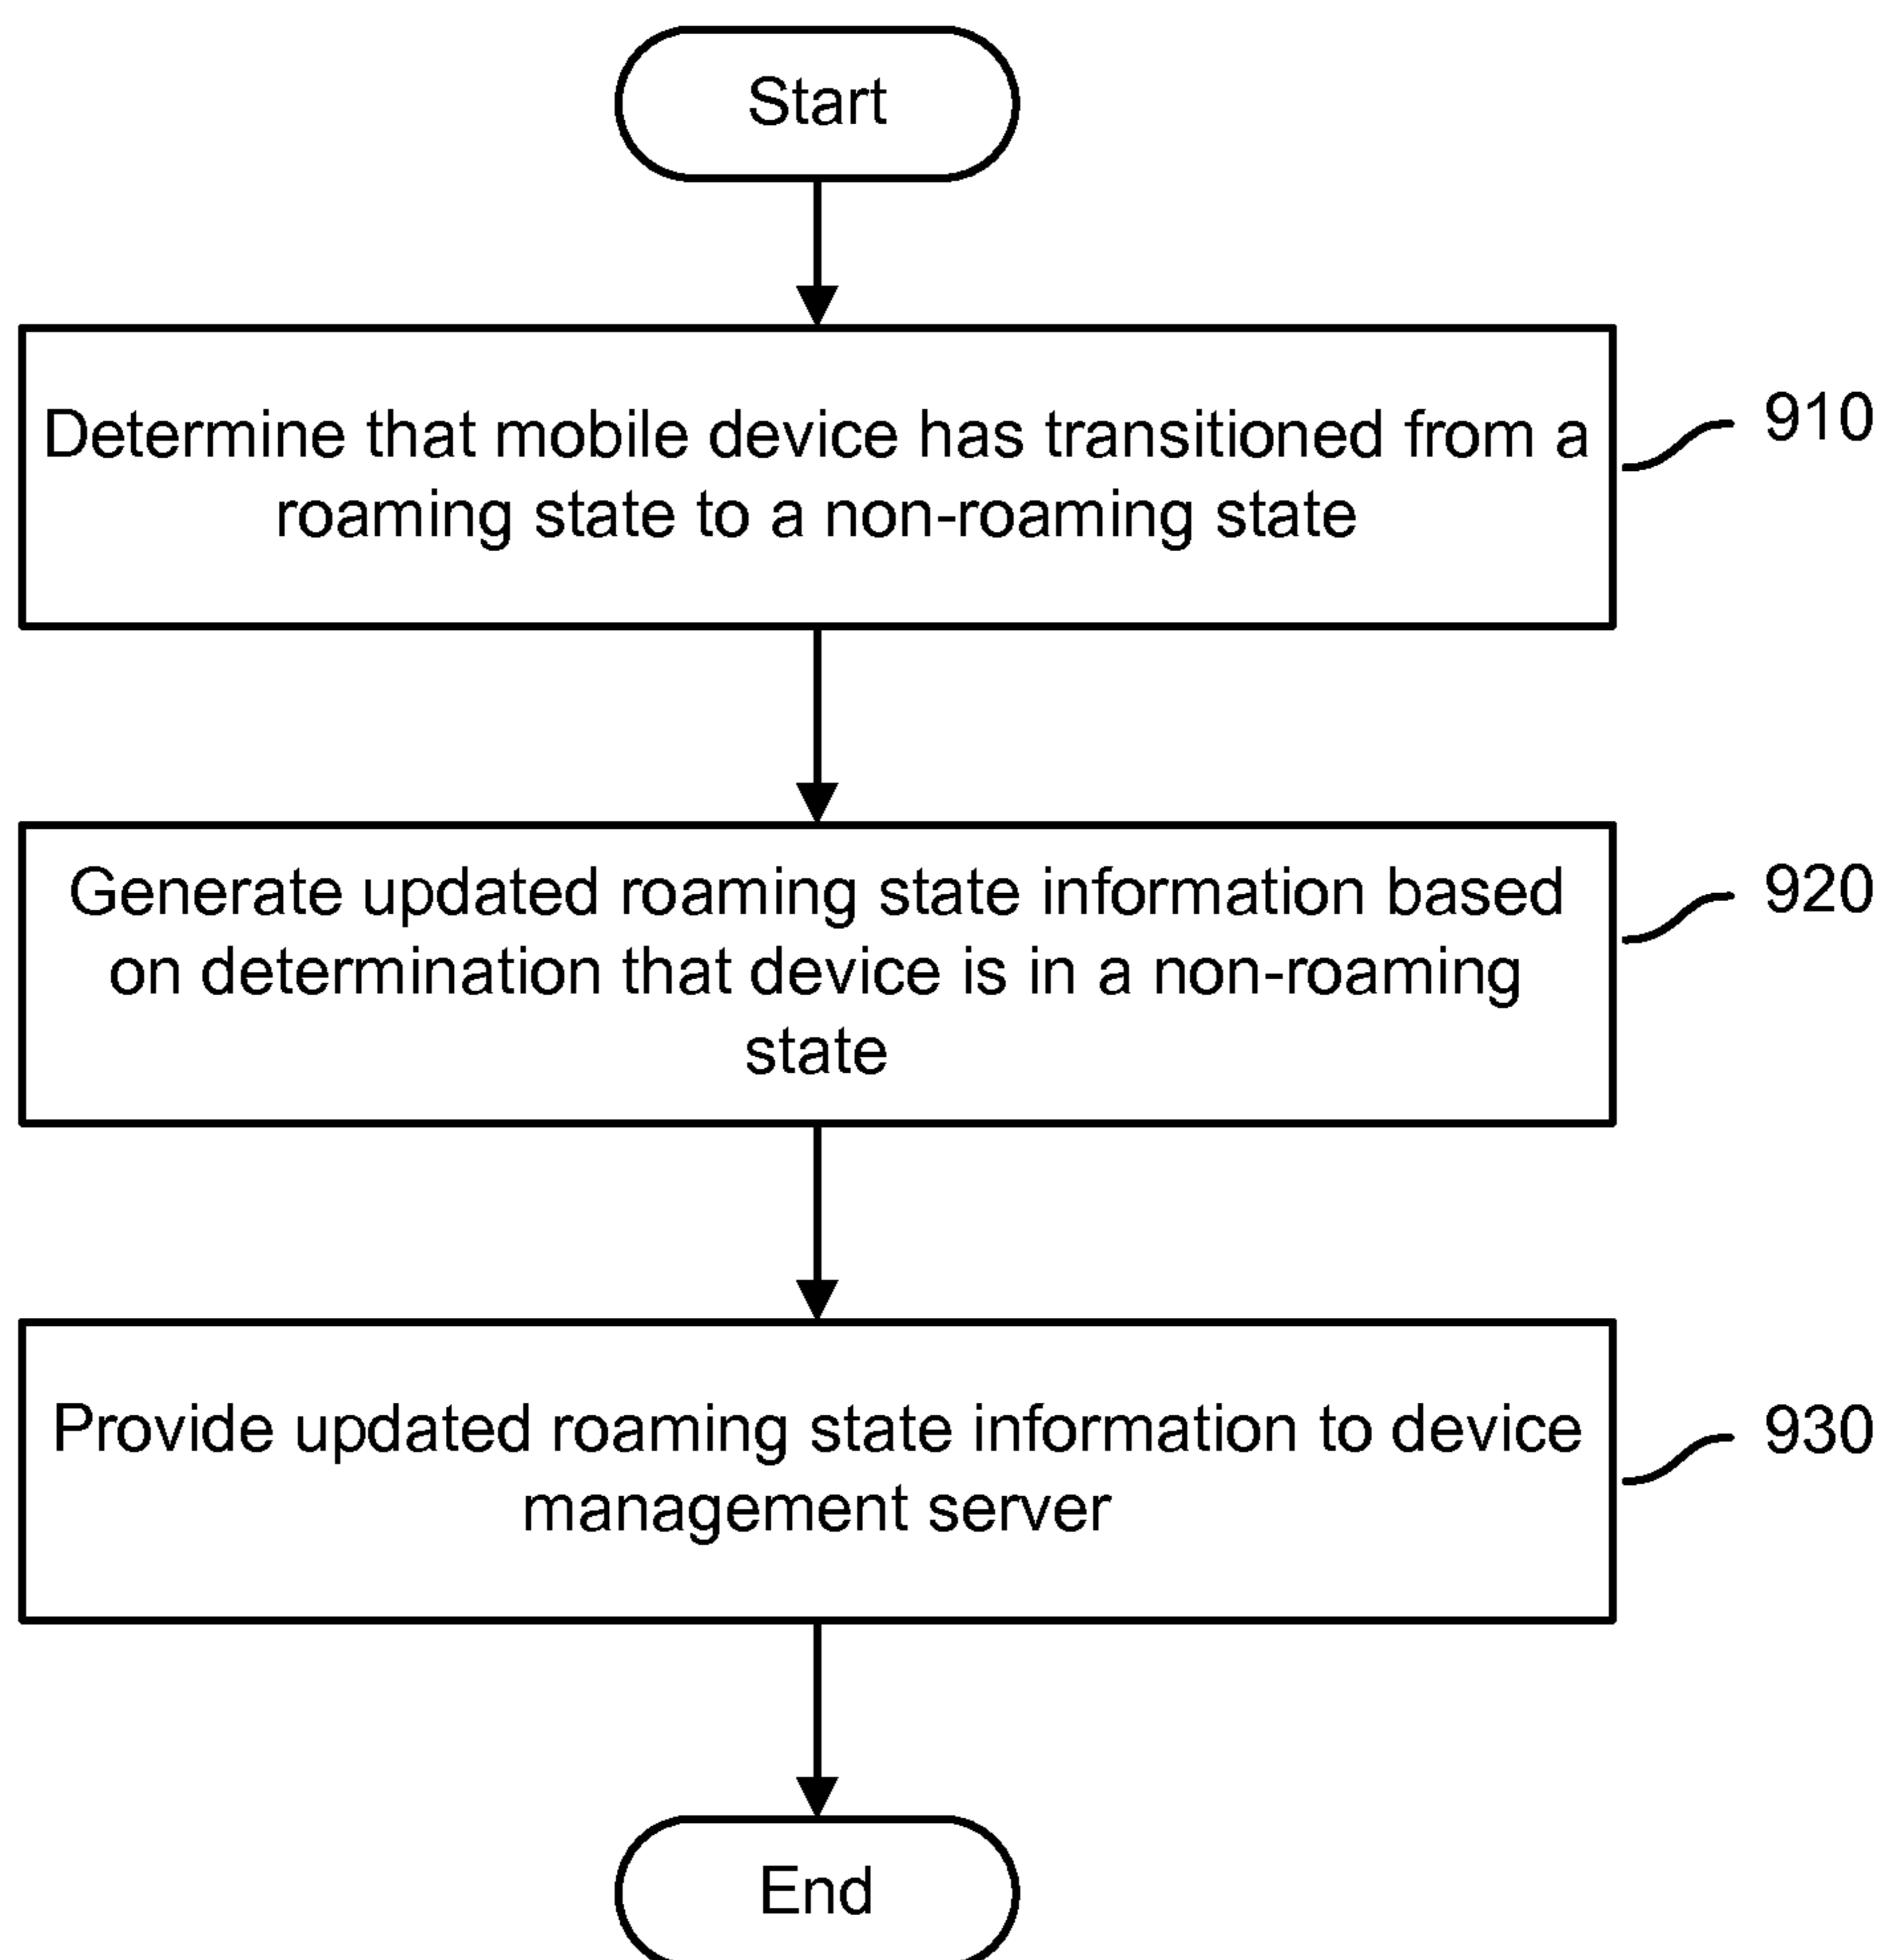 Start
Determine that mobile device has transitioned from a
roaming state to a non-roaming state
910
Generate updated roaming state information based
on determination that device is in a non-roaming
state
920
Provide updated roaming state information to device
management server
930
End